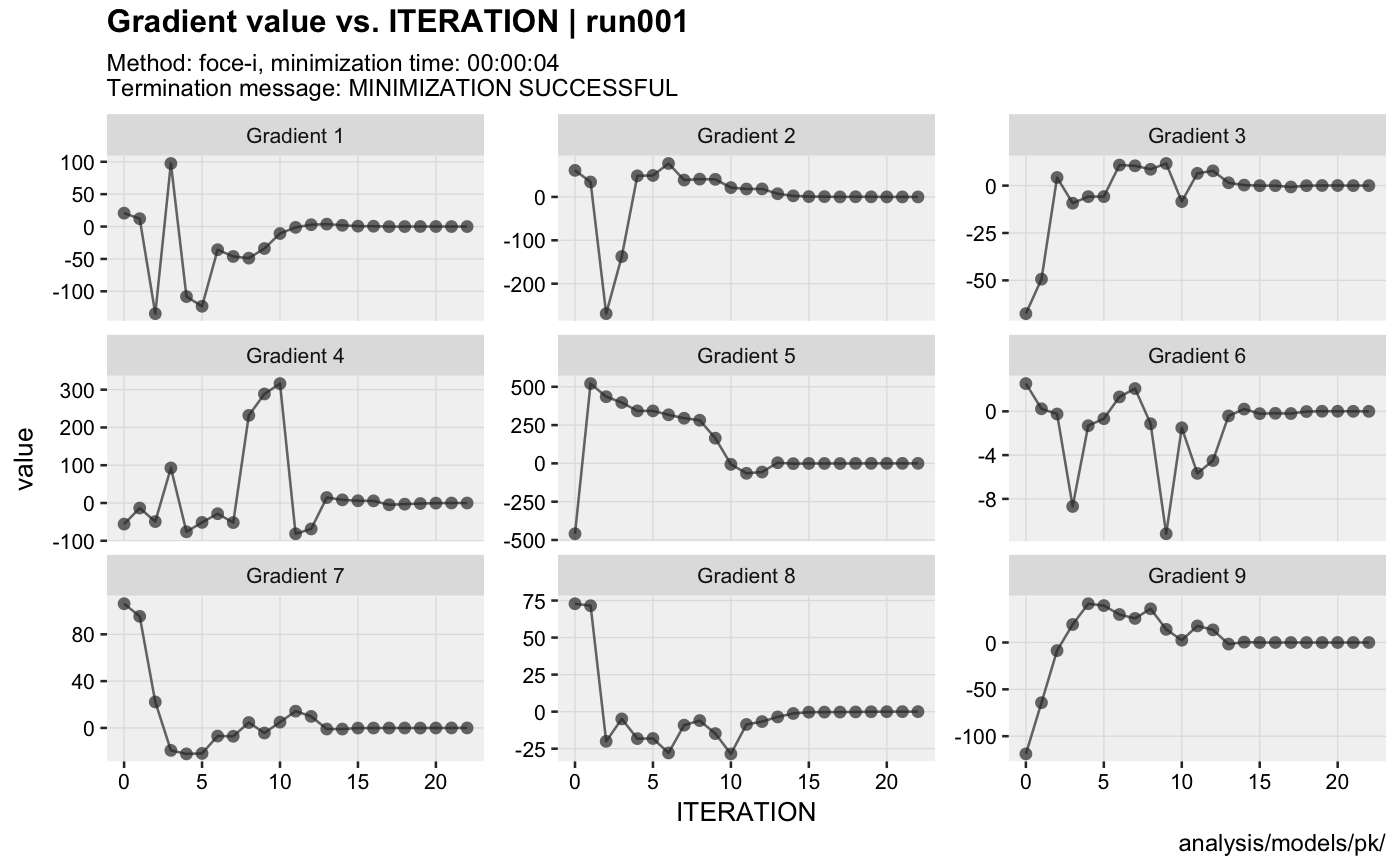 Gradient value vs. ITERATION | run001
Method: foce-i, minimization time: 00:00:04
Termination message: MINIMIZATION SUCCESSFUL
Gradient 1
Gradient 2
Gradient 3
100
50
0
-50
-100
0
-100
-200
0
-25
-50
Gradient 4
Gradient 5
Gradient 6
300
200
100
0
-100
500
250
0
-250
-500
0
-4
-8
value
Gradient 7
Gradient 8
Gradient 9
80
40
0
75
50
25
0
-25
0
-50
-100
0 5 10 15 20
0 5 10 15 20
0 5 10 15 20
ITERATION
analysis/models/pk/